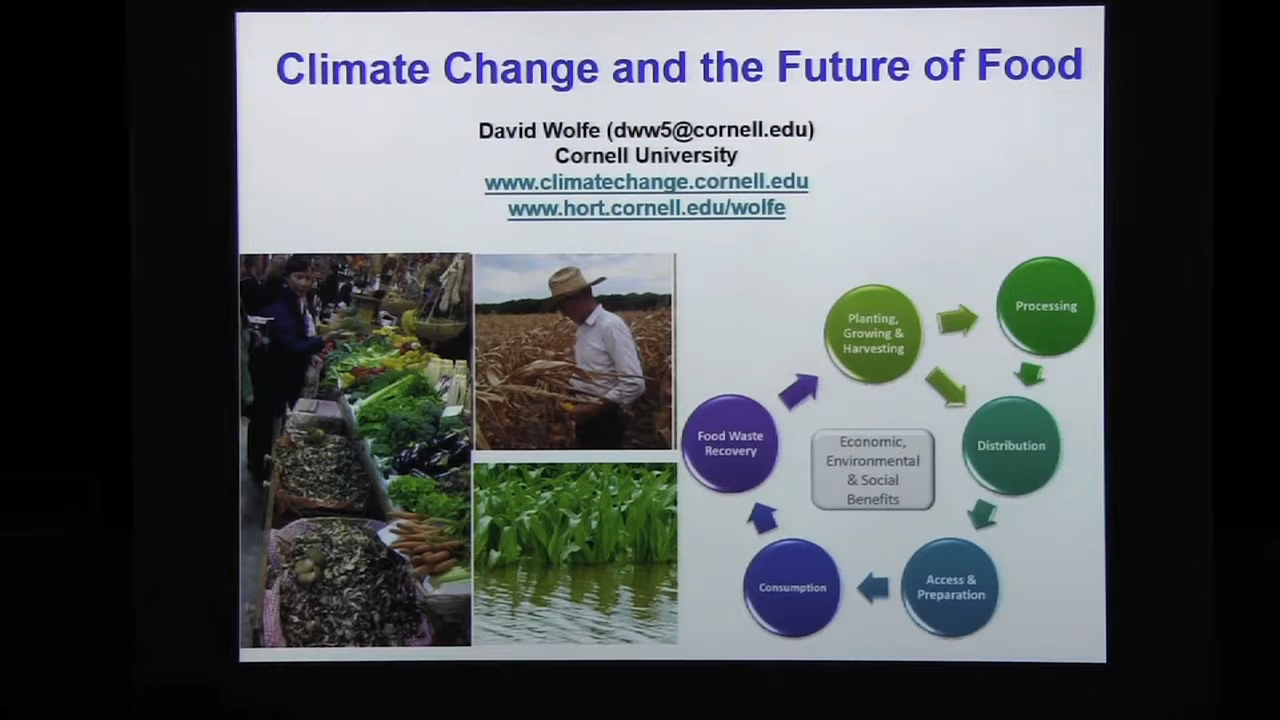 Climate Change and the Future of Food
David Wolfe (dww5@cornell.edu)
Cornell University
www.climatechange.cornell.edu
www.hort.cornell.edu/wolfe
Planting,
Growing &
Harvesting
Processing
Distribution
Access &
Preparation
Consumption
Food Waste
Recovery
Economic,
Environmental
& Social
Benefits